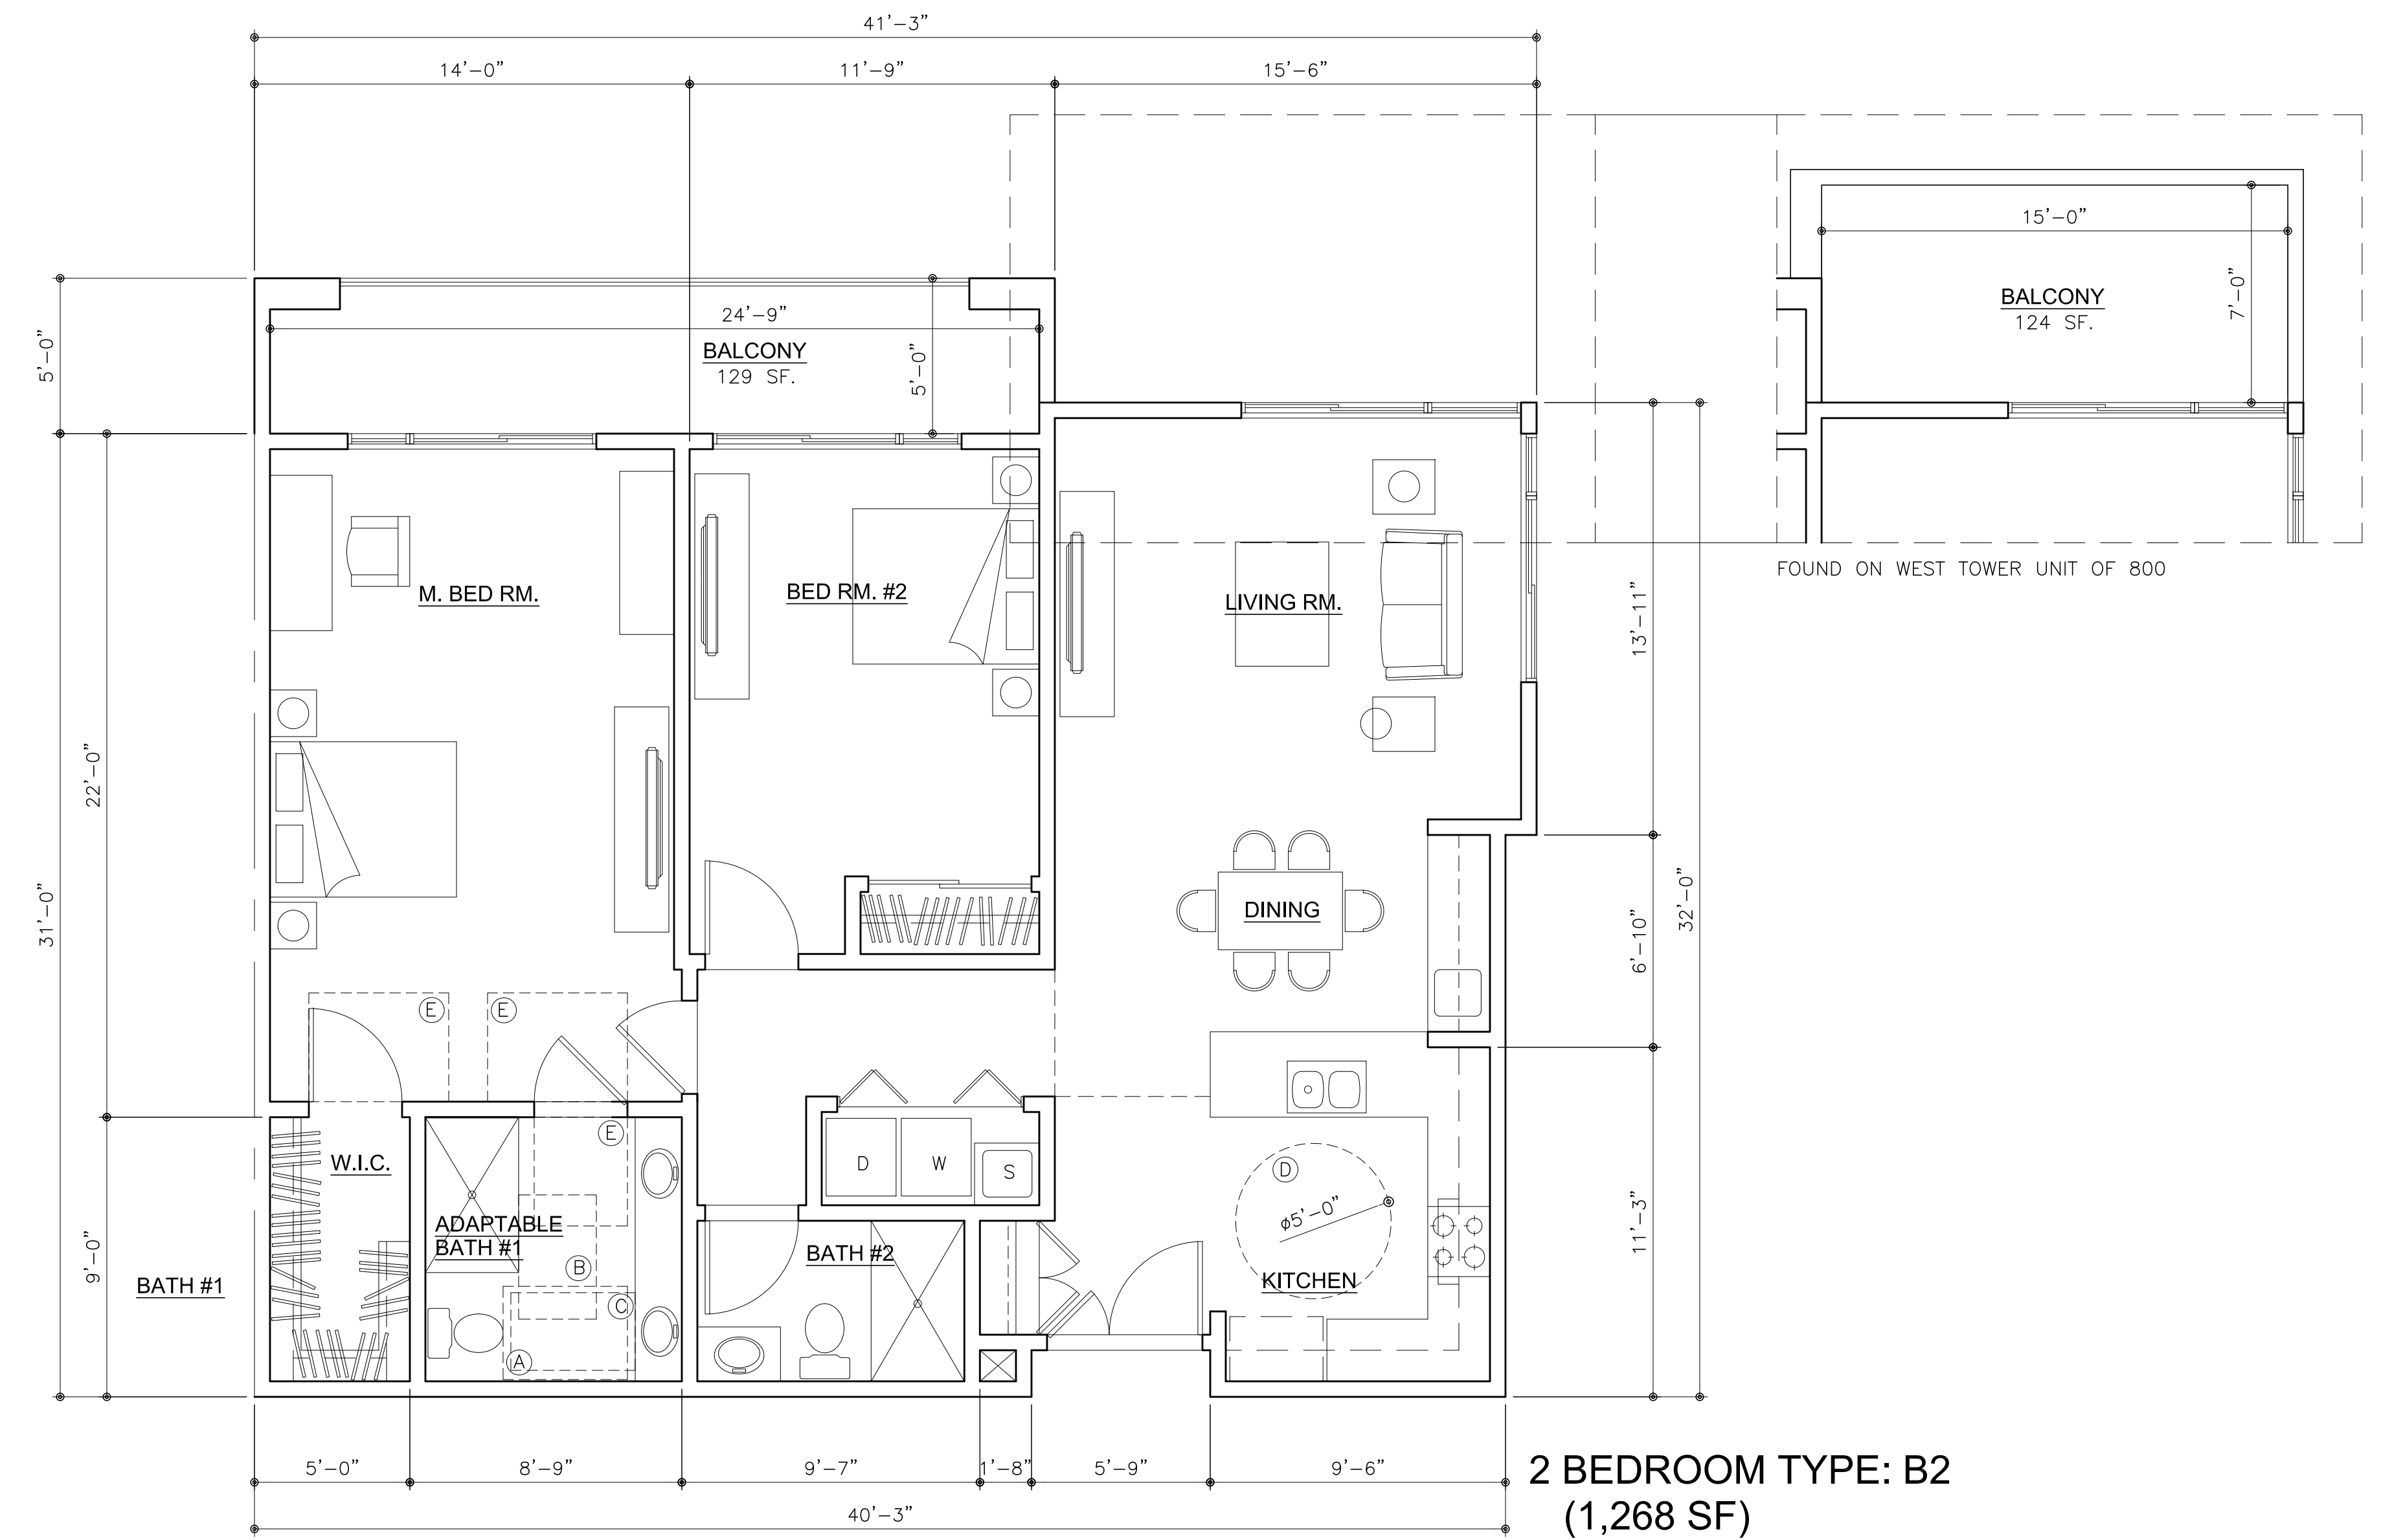 41'-3"
14'-0"
11'-9"
15'-6"
15'-0"
7'-0"
BALCONY
124 SF.
24'-9"
BALCONY
129 SF.
5'-0"
5'-0"
FOUND ON WEST TOWER UNIT OF 800
M. BED RM.
BED RM. #2
LIVING RM.
13'-11"
22'-0"
31'-0"
DINING
6'-10"
32'-0"
E
E
E
W.I.C.
D
W
S
D
ø5'-0"
11'-3"
ADAPTABLE
BATH #1
BATH #2
B
C
A
KITCHEN
9'-0"
BATH #1
5'-0"
8'-9"
9'-7"
1'-8"
5'-9"
9'-6"
40'-3"
2 BEDROOM TYPE: B2
(1,268 SF)